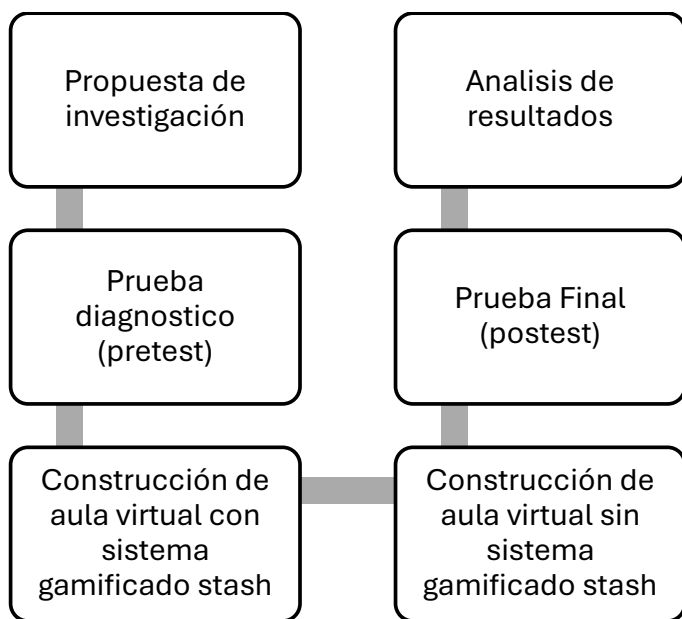 Propuesta de
investigación
Prueba
diagnostico
(pretest)
Construcción de
aula virtual con
sistema
gamificado stash
Construcción de
aula virtual sin
sistema
gamificado stash
Prueba Final
(postest)
Analisis de
resultados